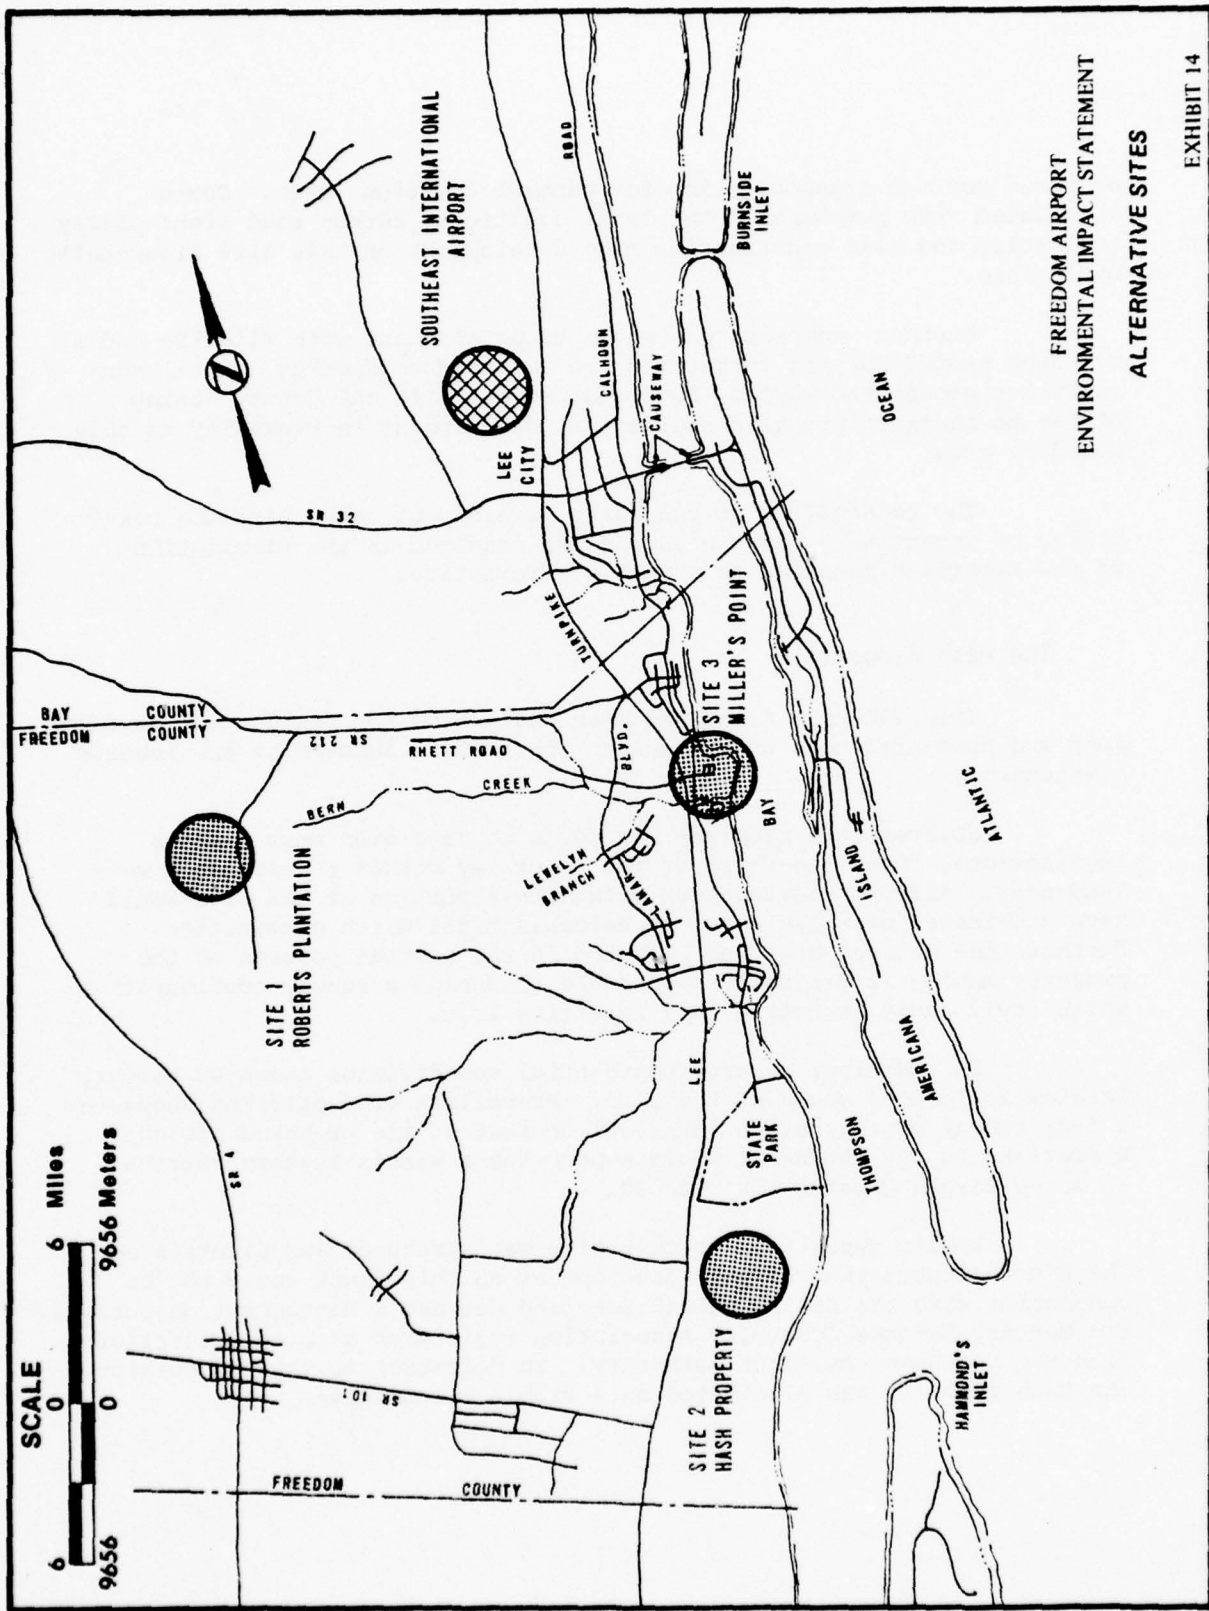 SCALE
6 0 6 Miles
9656 0 9656 Meters
N
SR 4
SR 101
SR 32
BAY COUNTY
FREEDOM COUNTY
SR 212
RHETT ROAD
BERN CREEK
SITE 1
ROBERTS PLANTATION
SOUTHEAST INTERNATIONAL
AIRPORT
LEE
CITY
TURNPIKE
CALHOUN ROAD
CAUSEWAY
BURNSIDE
INLET
LEVELYN
BRANCH
LAMAR BLVD.
SITE 3
MILLER'S POINT
LEE
STATE
PARK
SITE 2
HASH PROPERTY
FREEDOM COUNTY
THOMPSON BAY
AMERICANA ISLAND
ATLANTIC OCEAN
HAMMOND'S
INLET
FREEDOM AIRPORT
ENVIRONMENTAL IMPACT STATEMENT
ALTERNATIVE SITES
EXHIBIT 14